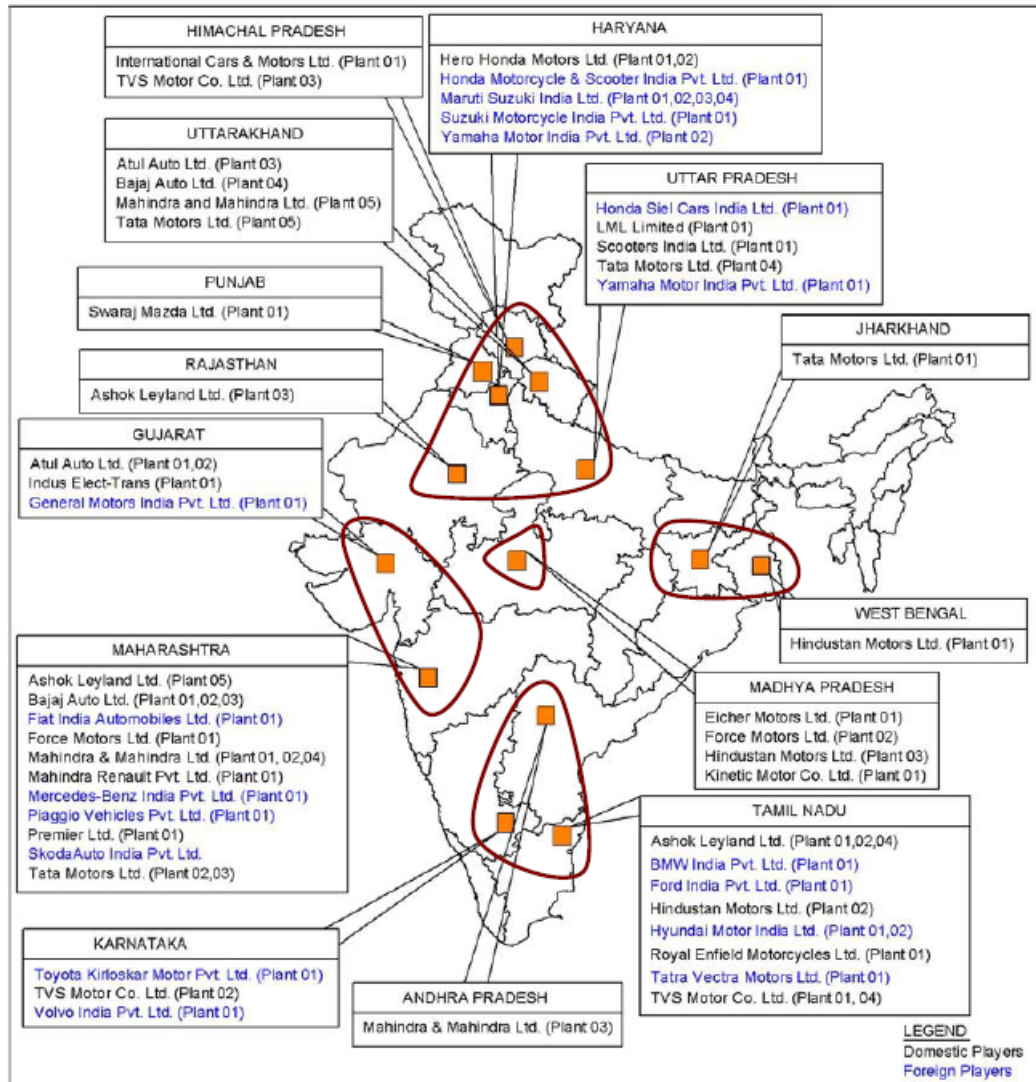 HIMACHAL PRADESH
International Cars & Motors Ltd. (Plant 01)
TVS Motor Co. Ltd. (Plant 03)
HARYANA
Hero Honda Motors Ltd. (Plant 01,02)
Honda Motorcycle & Scooter India Pvt. Ltd. (Plant 01)
Maruti Suzuki India Ltd. (Plant 01,02,03,04)
Suzuki Motorcycle India Pvt. Ltd. (Plant 01)
Yamaha Motor India Pvt. Ltd. (Plant 02)
UTTARAKHAND
Atul Auto Ltd. (Plant 03)
Bajaj Auto Ltd. (Plant 04)
Mahindra and Mahindra Ltd. (Plant 05)
Tata Motors Ltd. (Plant 05)
UTTAR PRADESH
Honda Siel Cars India Ltd. (Plant 01)
LML Limited (Plant 01)
Scooters India Ltd. (Plant 01)
Tata Motors Ltd. (Plant 04)
Yamaha Motor India Pvt. Ltd. (Plant 01)
PUNJAB
Swaraj Mazda Ltd. (Plant 01)
JHARKHAND
Tata Motors Ltd. (Plant 01)
RAJASTHAN
Ashok Leyland Ltd. (Plant 03)
GUJARAT
Atul Auto Ltd. (Plant 01,02)
Indus Elect-Trans (Plant 01)
General Motors India Pvt. Ltd. (Plant 01)
WEST BENGAL
Hindustan Motors Ltd. (Plant 01)
MAHARASHTRA
Ashok Leyland Ltd. (Plant 05)
Bajaj Auto Ltd. (Plant 01,02,03)
Fiat India Automobiles Ltd. (Plant 01)
Force Motors Ltd. (Plant 01)
Mahindra & Mahindra Ltd. (Plant 01, 02,04)
Mahindra Renault Pvt. Ltd. (Plant 01)
Mercedes-Benz India Pvt. Ltd. (Plant 01)
Piaggio Vehicles Pvt. Ltd. (Plant 01)
Premier Ltd. (Plant 01)
SkodaAuto India Pvt. Ltd.
Tata Motors Ltd. (Plant 02,03)
MADHYA PRADESH
Eicher Motors Ltd. (Plant 01)
Force Motors Ltd. (Plant 02)
Hindustan Motors Ltd. (Plant 03)
Kinetic Motor Co. Ltd. (Plant 01)
TAMIL NADU
Ashok Leyland Ltd. (Plant 01,02,04)
BMW India Pvt. Ltd. (Plant 01)
Ford India Pvt. Ltd. (Plant 01)
Hindustan Motors Ltd. (Plant 02)
Hyundai Motor India Ltd. (Plant 01,02)
Royal Enfield Motorcycles Ltd. (Plant 01)
Tatra Vectra Motors Ltd. (Plant 01)
TVS Motor Co. Ltd. (Plant 01, 04)
KARNATAKA
Toyota Kirloskar Motor Pvt. Ltd. (Plant 01)
TVS Motor Co. Ltd. (Plant 02)
Volvo India Pvt. Ltd. (Plant 01)
ANDHRA PRADESH
Mahindra & Mahindra Ltd. (Plant 03)
LEGEND
Domestic Players
Foreign Players